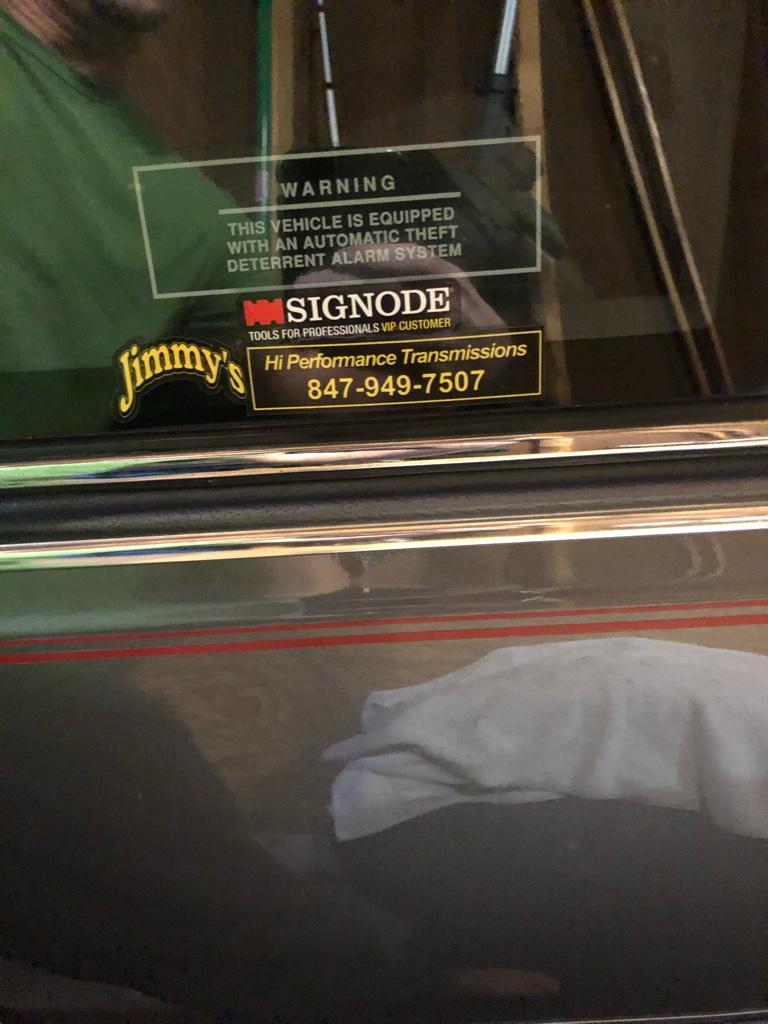 WARNING
THIS VEHICLE IS EQUIPPED
WITH AN AUTOMATIC THEFT
DETERRENT ALARM SYSTEM
SIGNODE
TOOLS FOR PROFESSIONALS VIP CUSTOMER
Jimmy's
Hi Performance Transmissions
847-949-7507